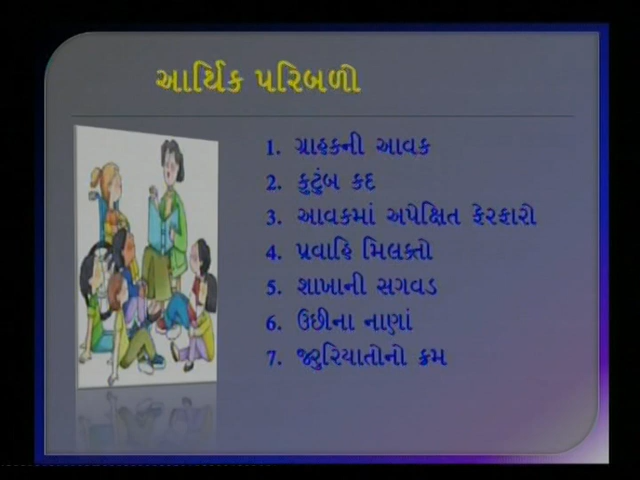 આર્થિક પરિબળો
1. ગ્રાહકની આવક
2. કુટુંબ કદ
3. આવકમાં અપેક્ષિત ફેરફારો
4. પ્રવાહિ મિલક્તો
5. શાખાની સગવડ
6. ઉછીના નાણાં
7. જરુરિયાતોનો ક્રમ